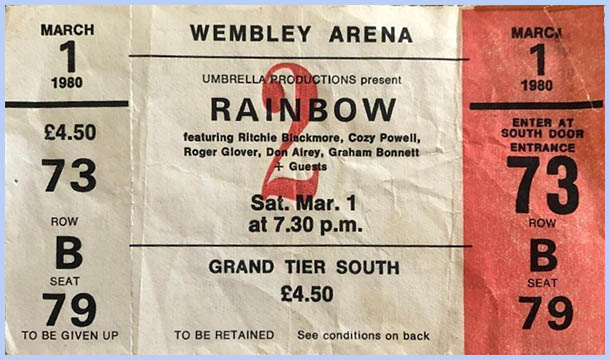 MARCH
1
1980
£4.50
73
ROW
B
SEAT
79
TO BE GIVEN UP
WEMBLEY ARENA
UMBRELLA PRODUCTIONS present
2
RAINBOW
featuring Ritchie Blackmore, Cozy Powell,
Roger Glover, Don Airey, Graham Bonnett
+ Guests
Sat. Mar. 1
at 7.30 p.m.
GRAND TIER SOUTH
£4.50
TO BE RETAINED See conditions on back
MARCH
1
1980
ENTER AT
SOUTH DOOR
ENTRANCE
73
ROW
B
SEAT
79